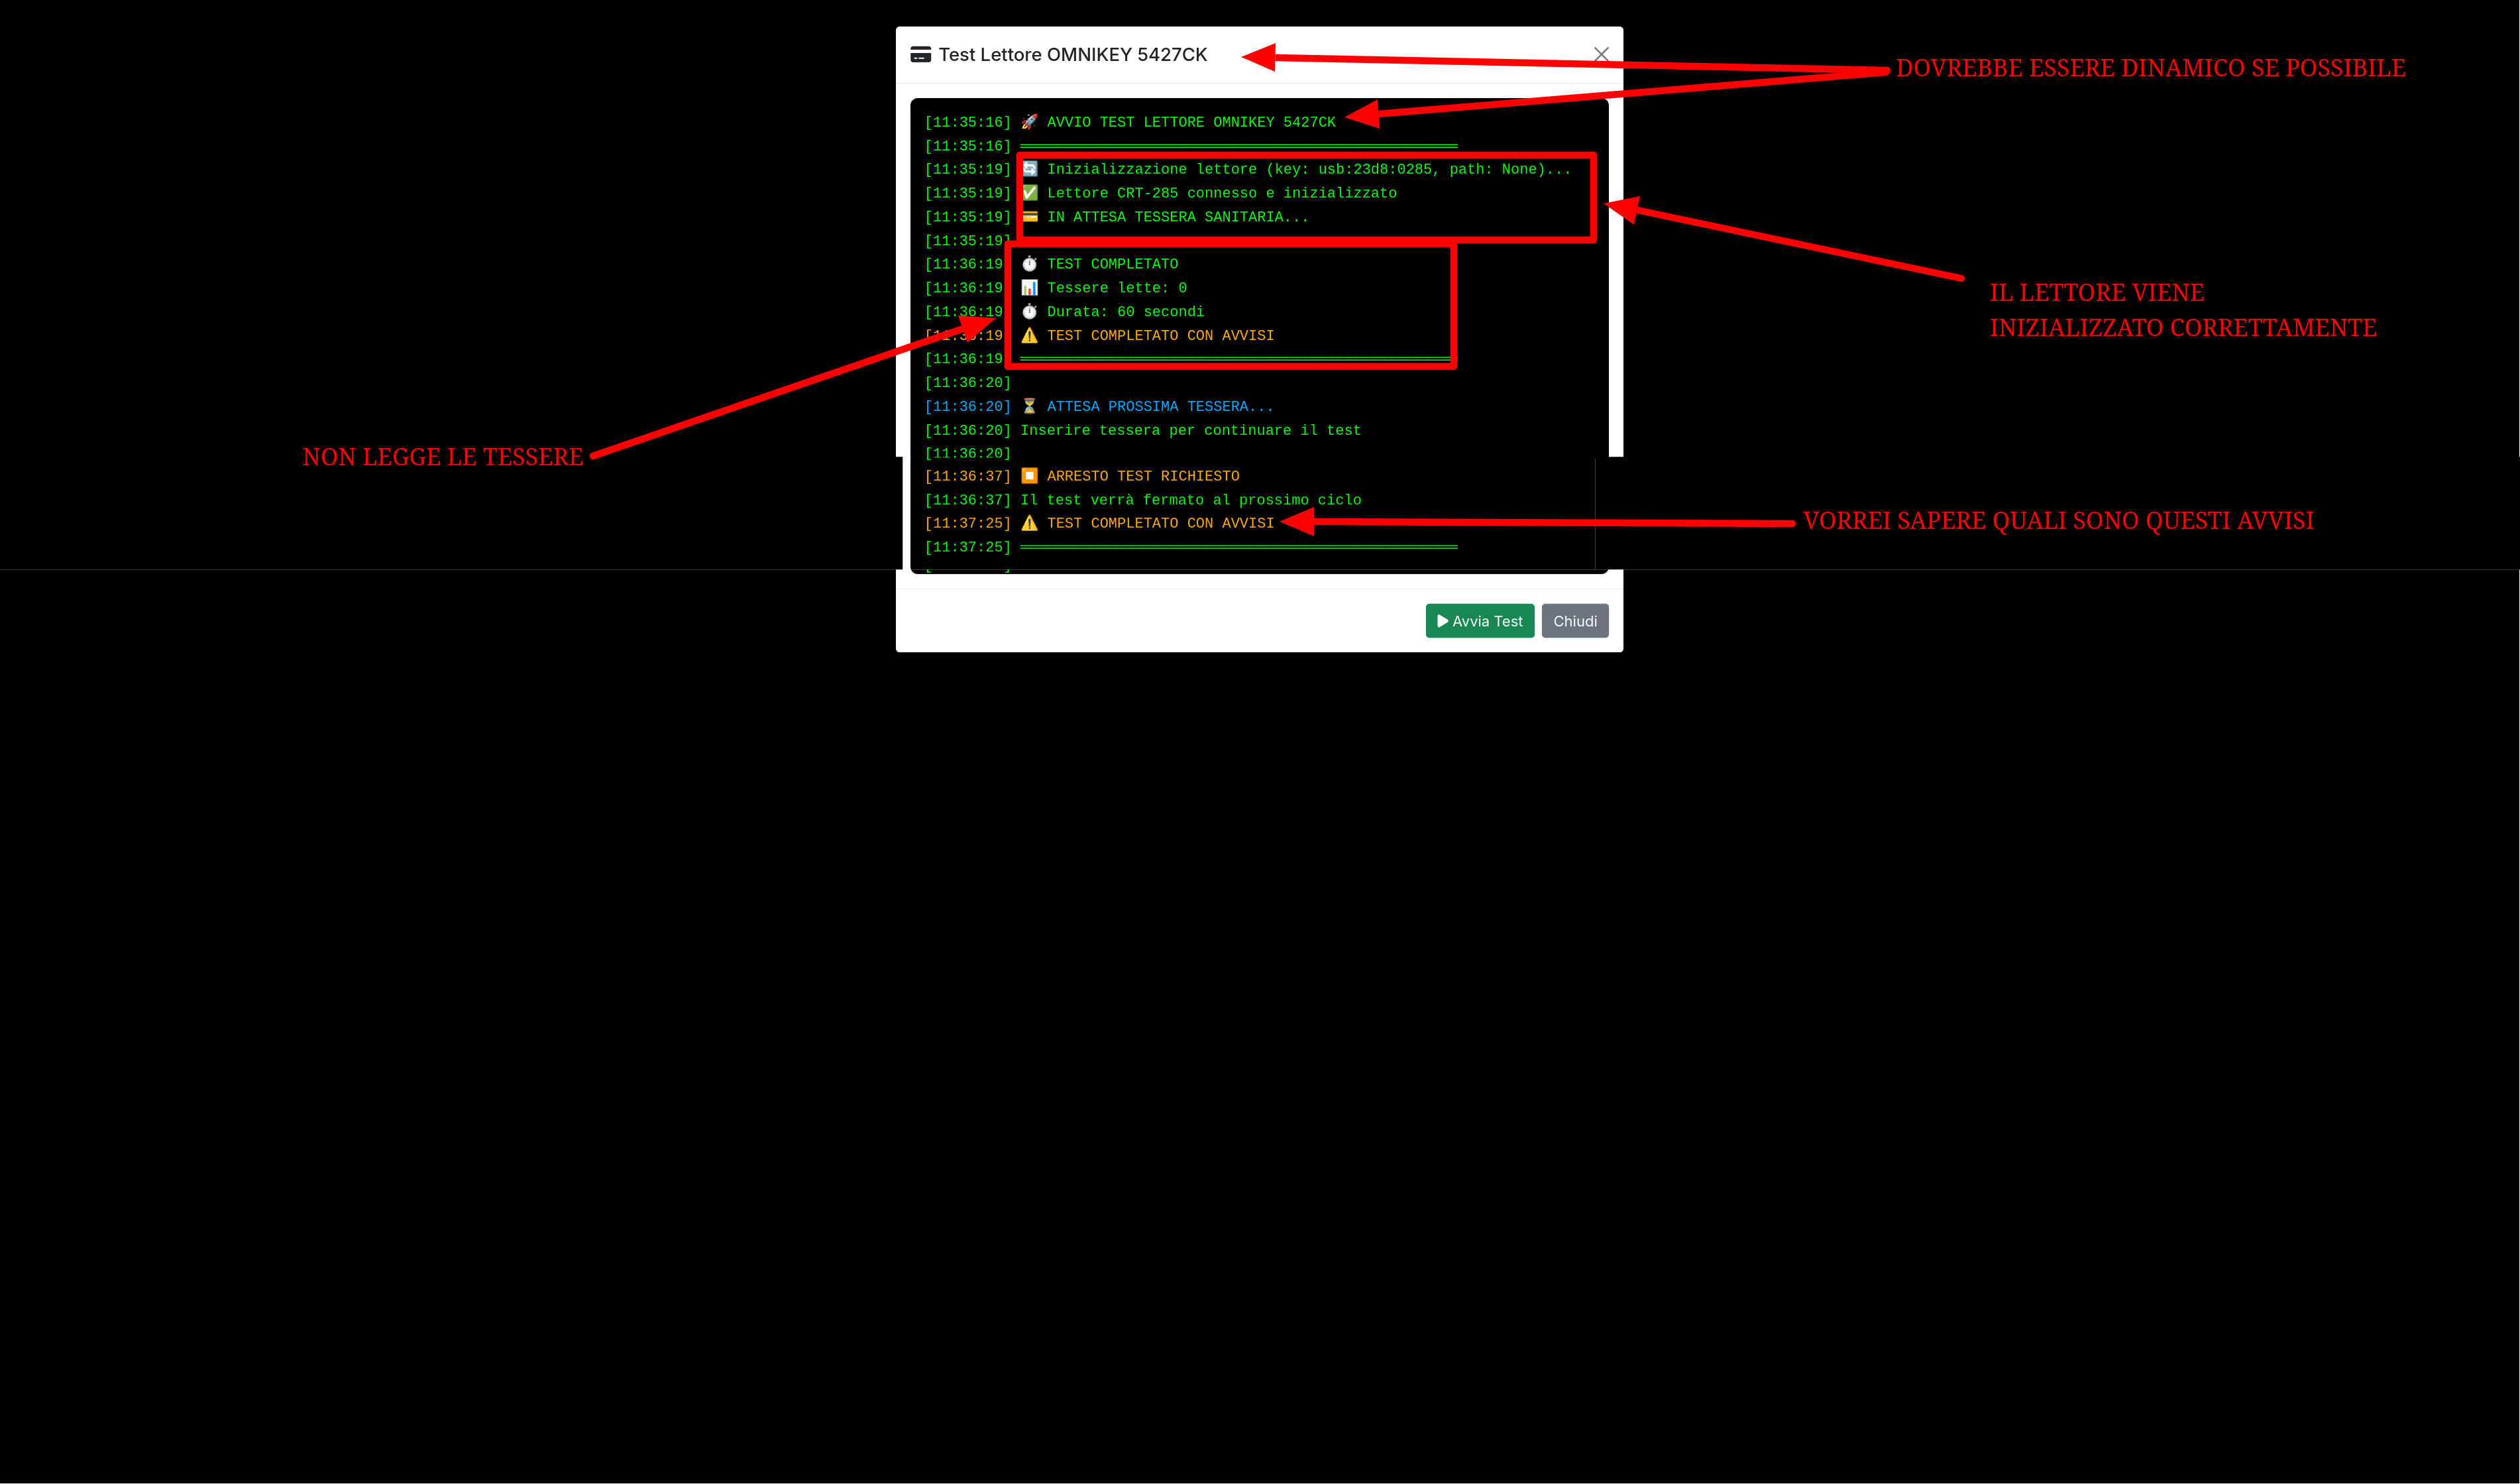 Test Lettore OMNIKEY 5427CK
DOVREBBE ESSERE DINAMICO SE POSSIBILE
[11:35:16] 🚀 AVVIO TEST LETTORE OMNIKEY 5427CK
[11:35:16] ══════════════════════════════════════════════════
[11:35:19] 🔄 Inizializzazione lettore (key: usb:23d8:0285, path: None)...
[11:35:19] ✅ Lettore CRT-285 connesso e inizializzato
[11:35:19] 💳 IN ATTESA TESSERA SANITARIA...
[11:35:19]
IL LETTORE VIENE
INIZIALIZZATO CORRETTAMENTE
[11:36:19] ⏱️ TEST COMPLETATO
[11:36:19] 📊 Tessere lette: 0
[11:36:19] ⏱️ Durata: 60 secondi
[11:36:19] ⚠️ TEST COMPLETATO CON AVVISI
[11:36:19] ══════════════════════════════════════════════════
[11:36:20]
[11:36:20] ⏳ ATTESA PROSSIMA TESSERA...
[11:36:20] Inserire tessera per continuare il test
[11:36:20]
NON LEGGE LE TESSERE
[11:36:37] ⏹️ ARRESTO TEST RICHIESTO
[11:36:37] Il test verrà fermato al prossimo ciclo
[11:37:25] ⚠️ TEST COMPLETATO CON AVVISI
VORREI SAPERE QUALI SONO QUESTI AVVISI
[11:37:25] ══════════════════════════════════════════════════
Avvia Test
Chiudi